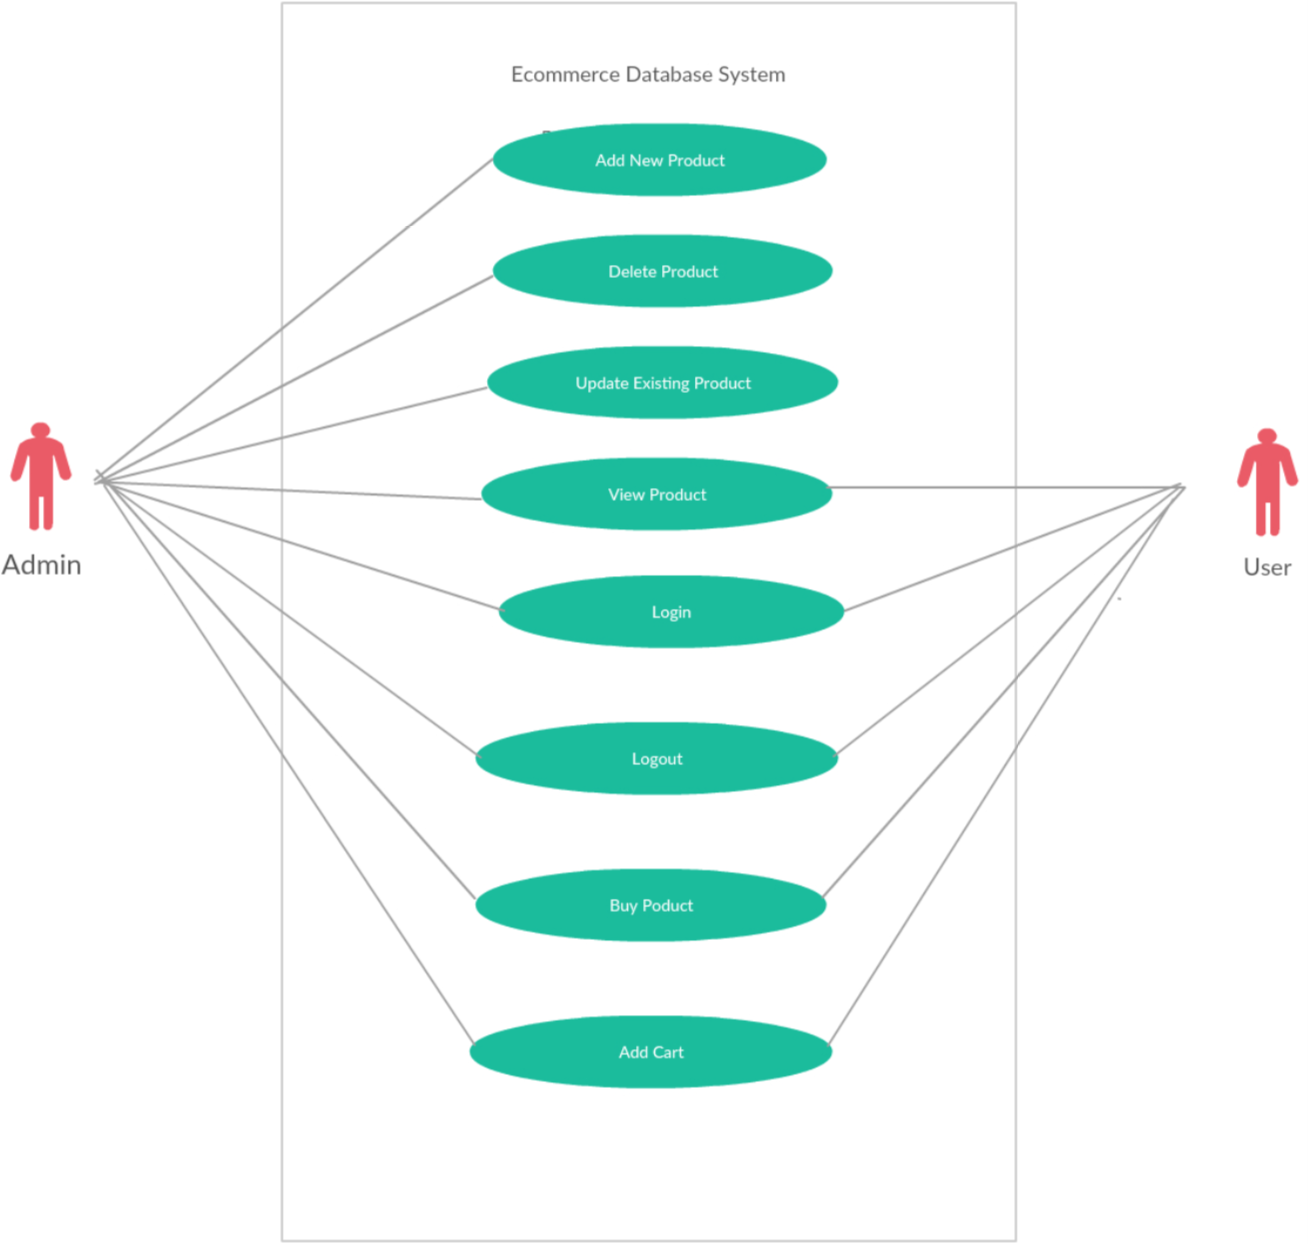 Ecommerce Database System
Add New Product
Delete Product
Update Existing Product
View Product
Login
Logout
Buy Poduct
Add Cart
Admin
User